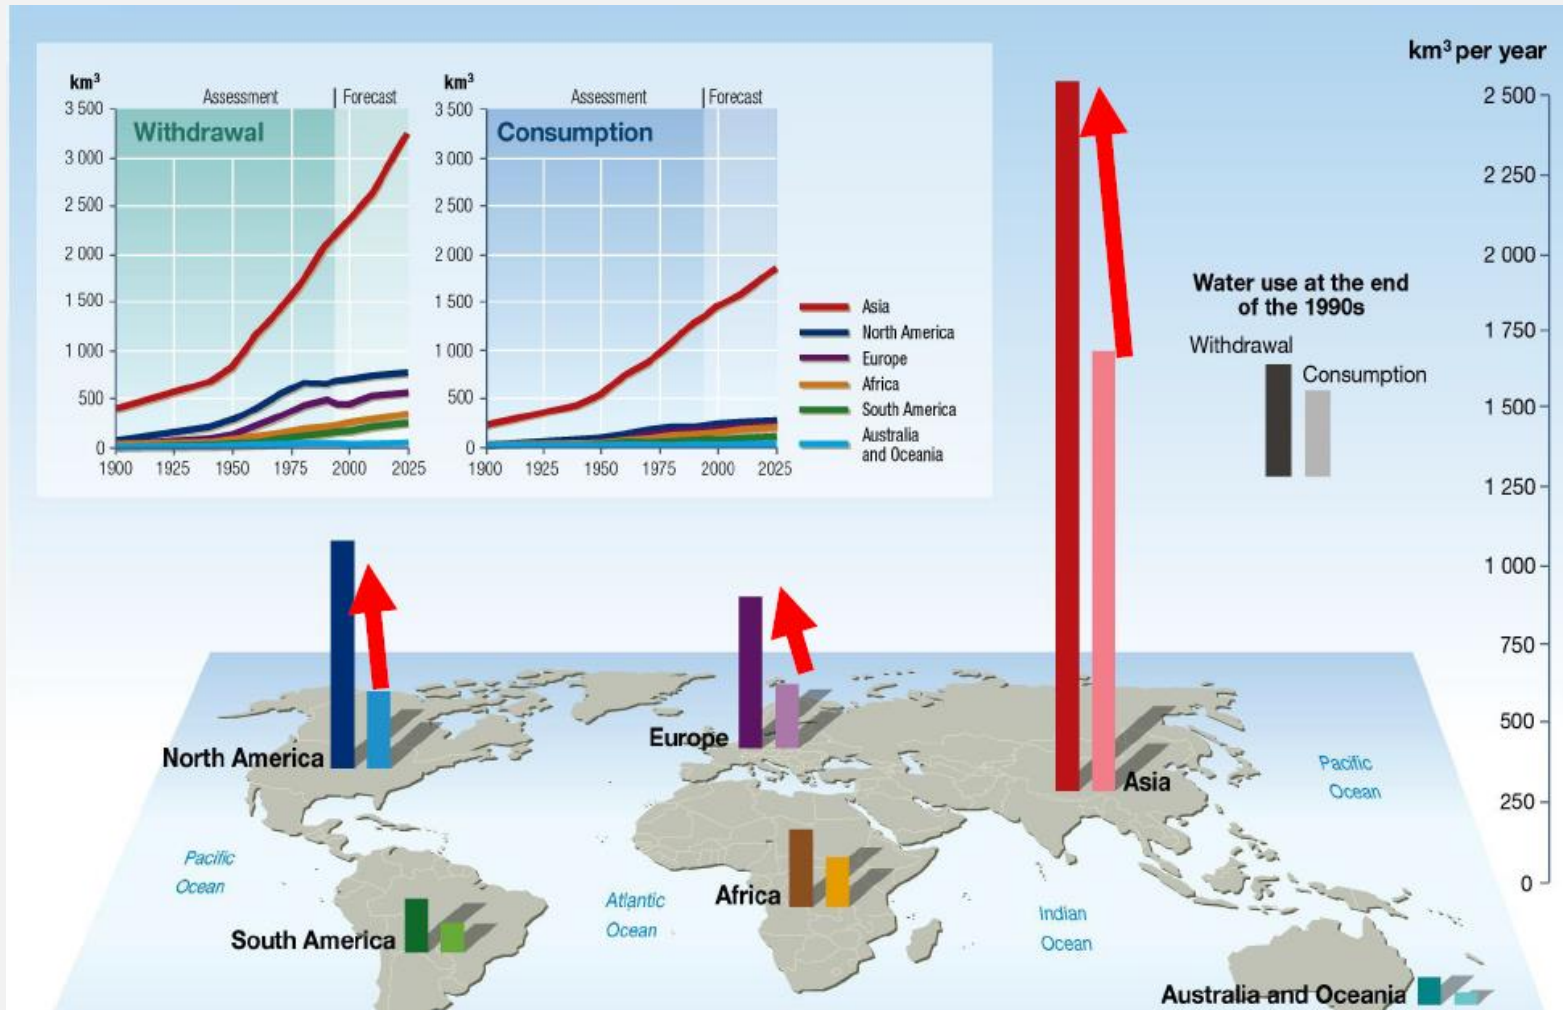 km³
Assessment
Forecast
3 500
Withdrawal
3 000
2 500
2 000
1 500
1 000
500
0
1900
1925
1950
1975
2000
2025
km³
Assessment
Forecast
3 500
Consumption
3 000
2 500
2 000
1 500
1 000
500
0
1900
1925
1950
1975
2000
2025
Asia
North America
Europe
Africa
South America
Australia
and Oceania
km³ per year
2 500
2 250
2 000
1 750
1 500
1 250
1 000
750
500
250
0
Water use at the end
of the 1990s
Withdrawal
Consumption
North America
Europe
Asia
Pacific
Ocean
Pacific
Ocean
Africa
Atlantic
Ocean
Indian
Ocean
South America
Australia and Oceania